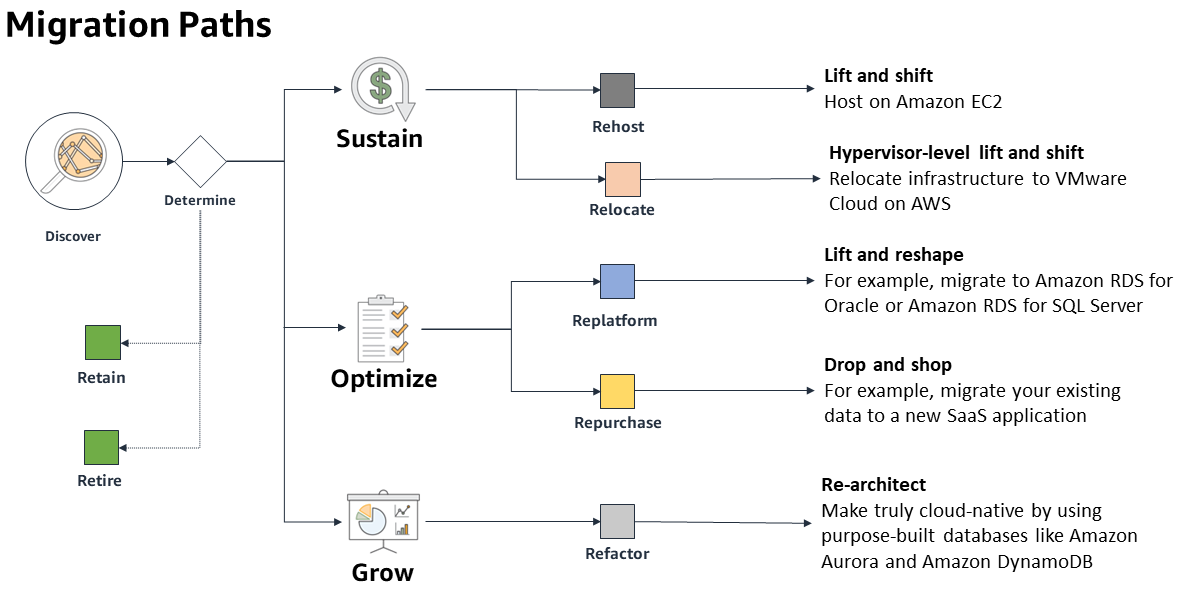 Migration Paths
Discover
Determine
Retain
Retire
$
Sustain
Rehost
Lift and shift
Host on Amazon EC2
Relocate
Hypervisor-level lift and shift
Relocate infrastructure to VMware
Cloud on AWS
Optimize
Replatform
Lift and reshape
For example, migrate to Amazon RDS for
Oracle or Amazon RDS for SQL Server
Repurchase
Drop and shop
For example, migrate your existing
data to a new SaaS application
Grow
Refactor
Re-architect
Make truly cloud-native by using
purpose-built databases like Amazon
Aurora and Amazon DynamoDB